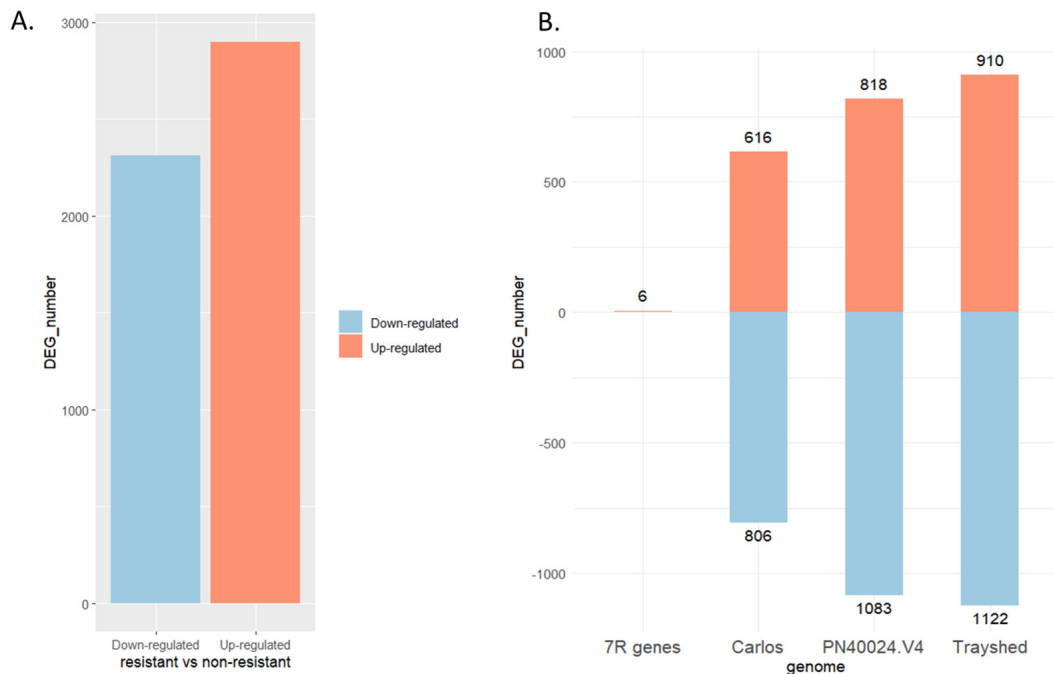 A.
3000
2000
1000
0
DEG_number
Down-regulated Up-regulated
resistant vs non-resistant
Down-regulated
Up-regulated
B.
1000
500
0
-500
-1000
DEG_number
6
616
818
910
806
1083
1122
7R genes Carlos PN40024.V4 Trayshed
genome